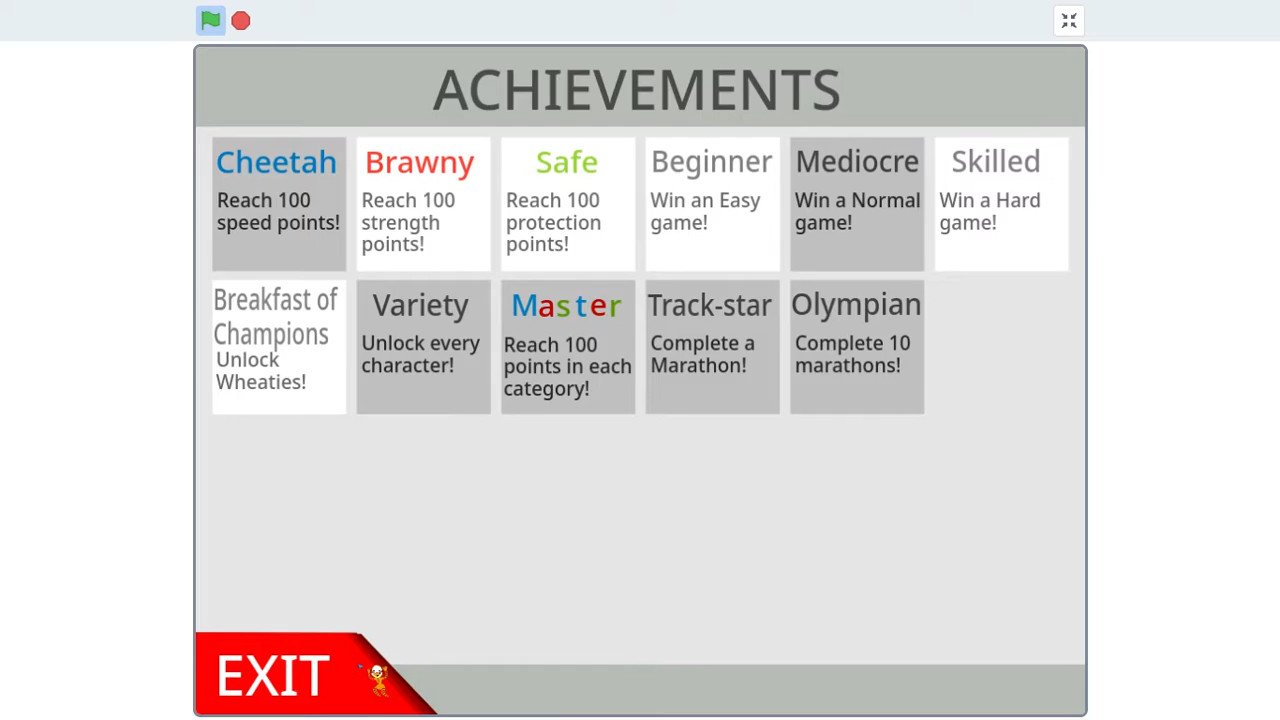 ACHIEVEMENTS
Cheetah
Reach 100
speed points!
Brawny
Reach 100
strength
points!
Safe
Reach 100
protection
points!
Beginner
Win an Easy
game!
Mediocre
Win a Normal
game!
Skilled
Win a Hard
game!
Breakfast of
Champions
Unlock
Wheaties!
Variety
Unlock every
character!
Master
Reach 100
points in each
category!
Track-star
Complete a
Marathon!
Olympian
Complete 10
marathons!
EXIT